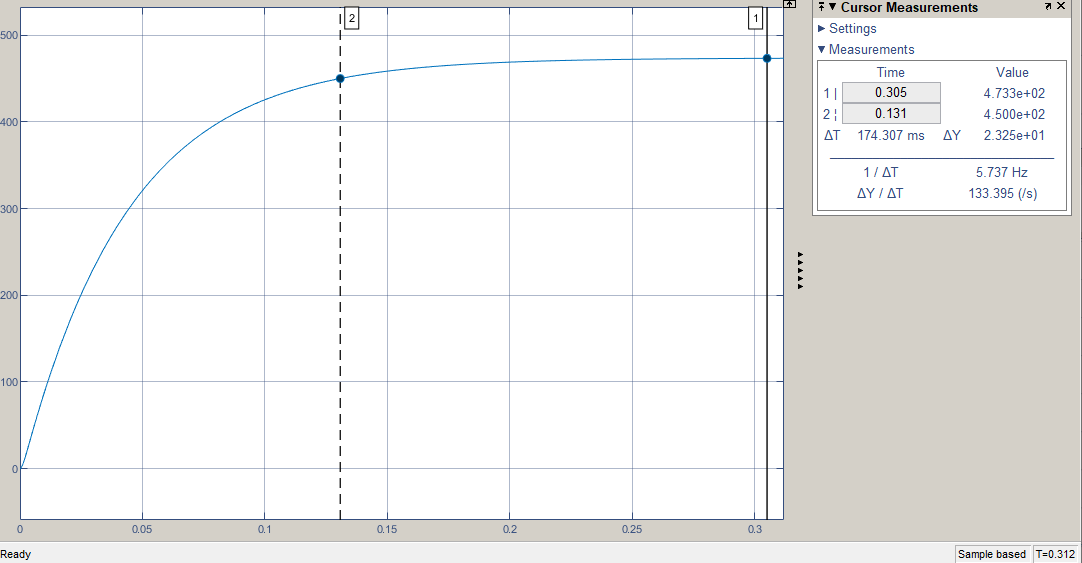 500
400
300
200
100
0
0 0.05 0.1 0.15 0.2 0.25 0.3
2
1
Cursor Measurements
Settings
Measurements
Time Value
1 | 0.305 4.733e+02
2 ¦ 0.131 4.500e+02
ΔT 174.307 ms ΔY 2.325e+01
1 / ΔT 5.737 Hz
ΔY / ΔT 133.395 (/s)
Ready Sample based T=0.312